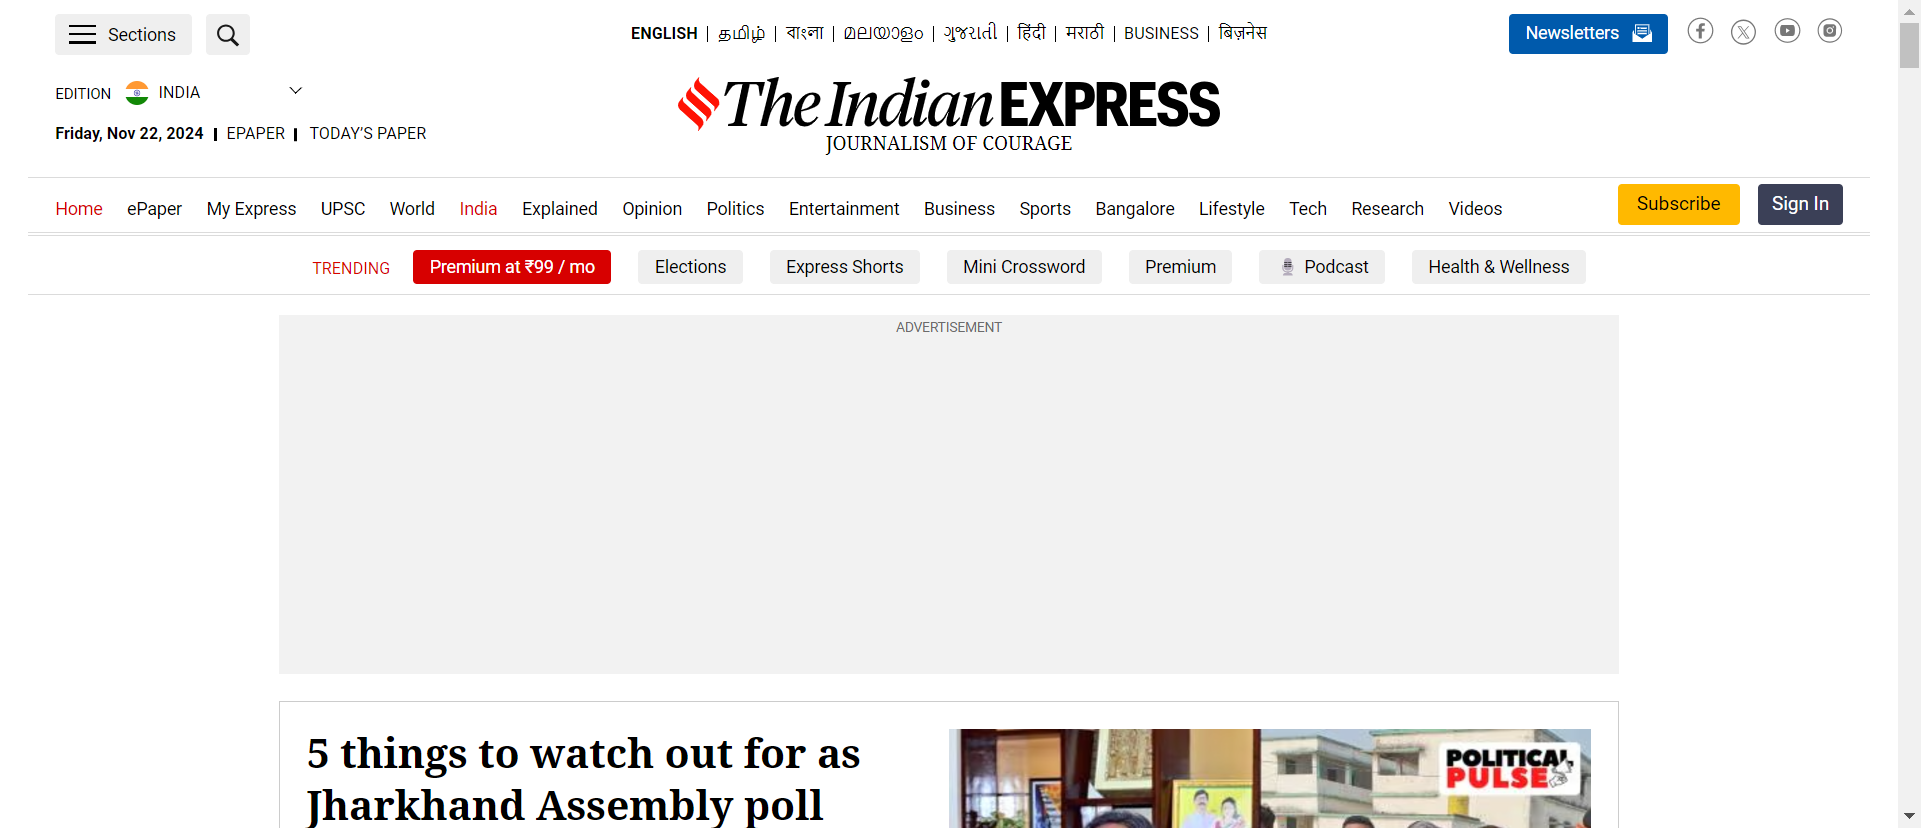 Sections
ENGLISH | தமிழ் | বাংলা | മലയാളം | ગુજરાતી | हिंदी | मराठी | BUSINESS | बिज़नेस
Newsletters
EDITION INDIA
The Indian EXPRESS
JOURNALISM OF COURAGE
Friday, Nov 22, 2024 | EPAPER | TODAY’S PAPER
Home ePaper My Express UPSC World India Explained Opinion Politics Entertainment Business Sports Bangalore Lifestyle Tech Research Videos Subscribe Sign In
TRENDING Premium at ₹99 / mo Elections Express Shorts Mini Crossword Premium Podcast Health & Wellness
ADVERTISEMENT
5 things to watch out for as
Jharkhand Assembly poll
POLITICAL
PULSE